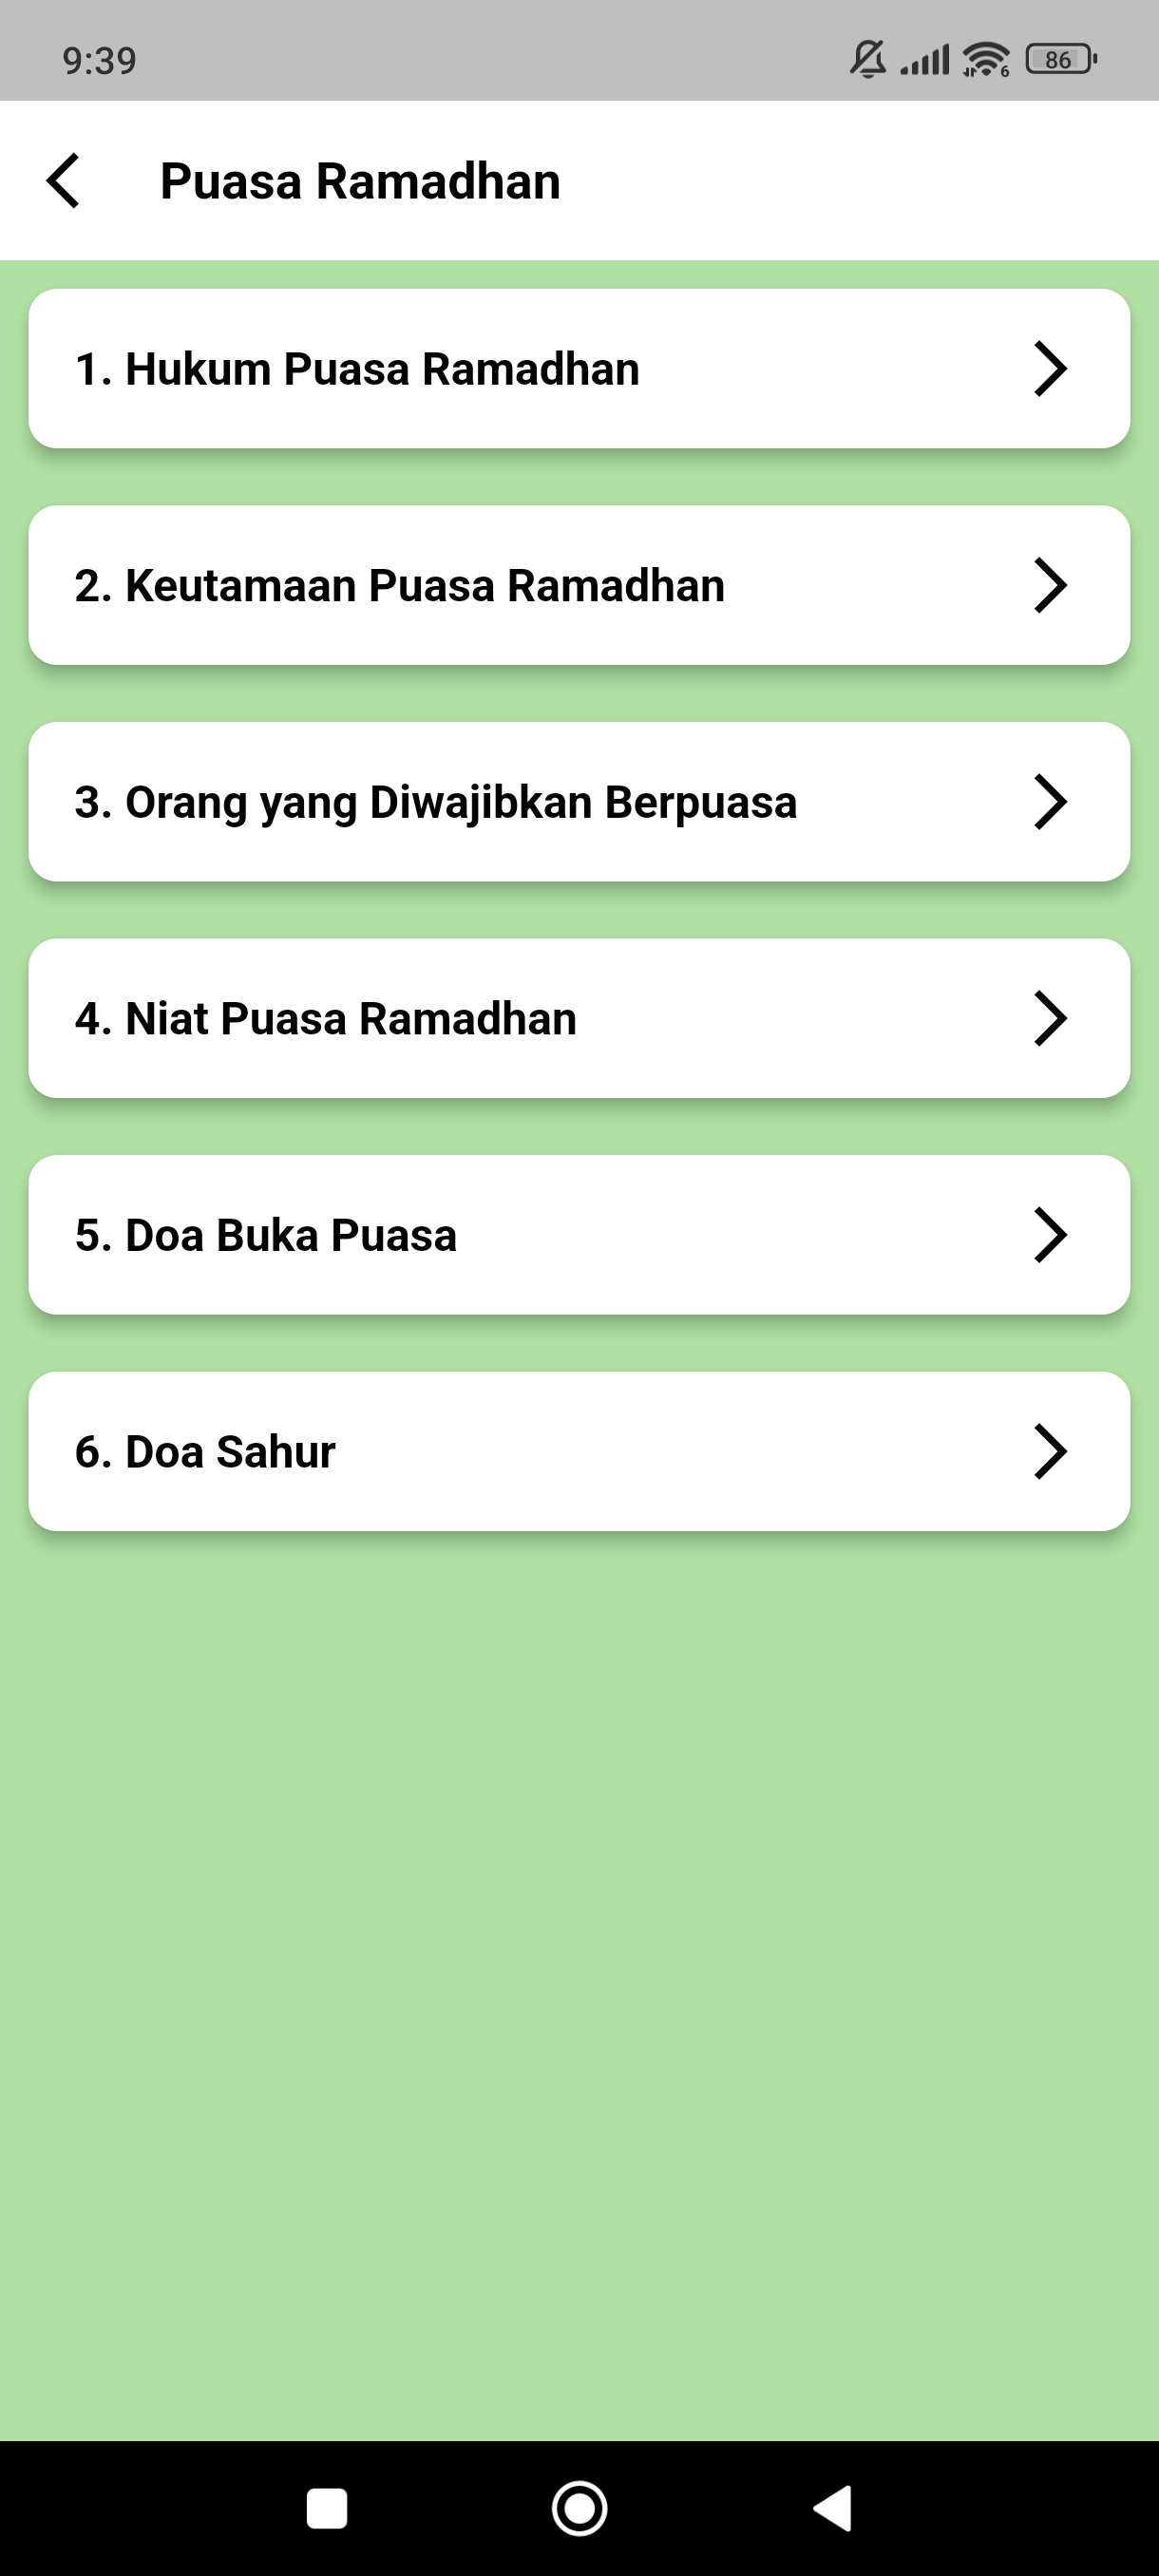 9:39
6
86
Puasa Ramadhan
1. Hukum Puasa Ramadhan
2. Keutamaan Puasa Ramadhan
3. Orang yang Diwajibkan Berpuasa
4. Niat Puasa Ramadhan
5. Doa Buka Puasa
6. Doa Sahur